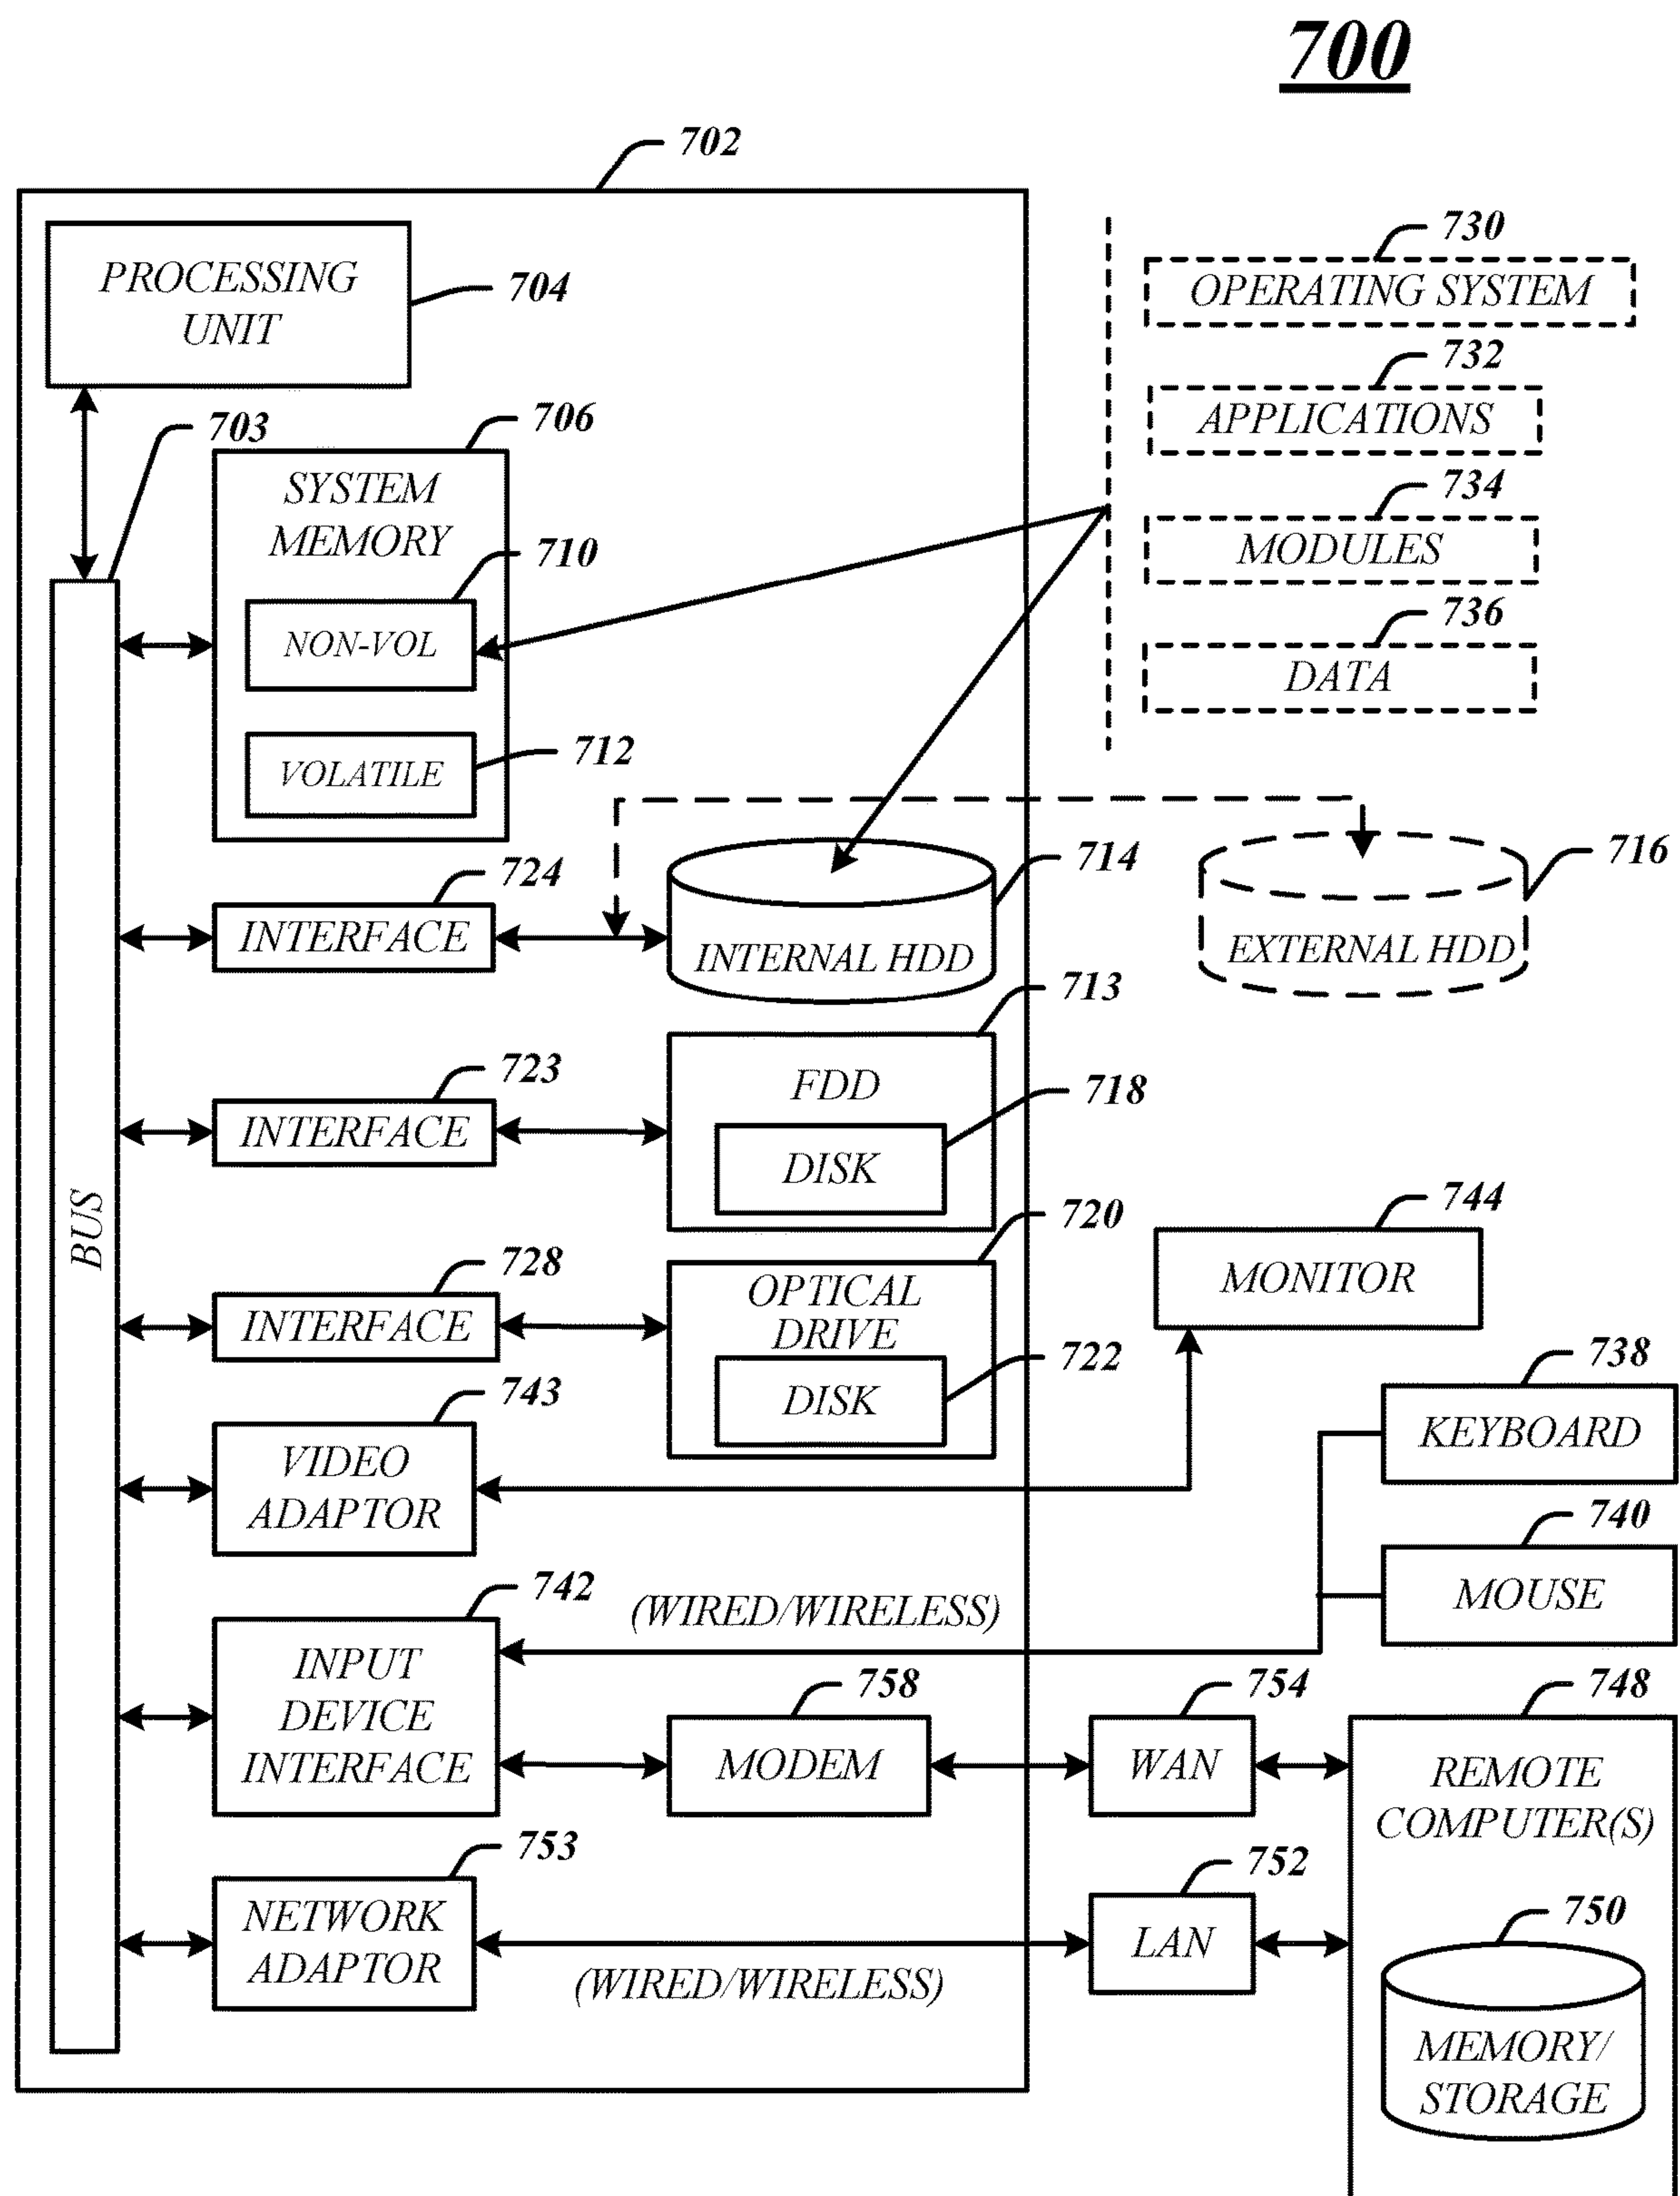 700
702
PROCESSING
UNIT
704
730
OPERATING SYSTEM
732
APPLICATIONS
734
MODULES
736
DATA
703
706
SYSTEM
MEMORY
710
NON-VOL
712
VOLATILE
724
INTERFACE
714
INTERNAL HDD
716
EXTERNAL HDD
713
723
INTERFACE
FDD
718
DISK
BUS
720
728
INTERFACE
OPTICAL
DRIVE
722
DISK
744
MONITOR
738
KEYBOARD
743
VIDEO
ADAPTOR
740
MOUSE
742
(WIRED/WIRELESS)
INPUT
DEVICE
INTERFACE
758
MODEM
754
WAN
748
REMOTE
COMPUTER(S)
753
NETWORK
ADAPTOR
(WIRED/WIRELESS)
752
LAN
750
MEMORY/
STORAGE